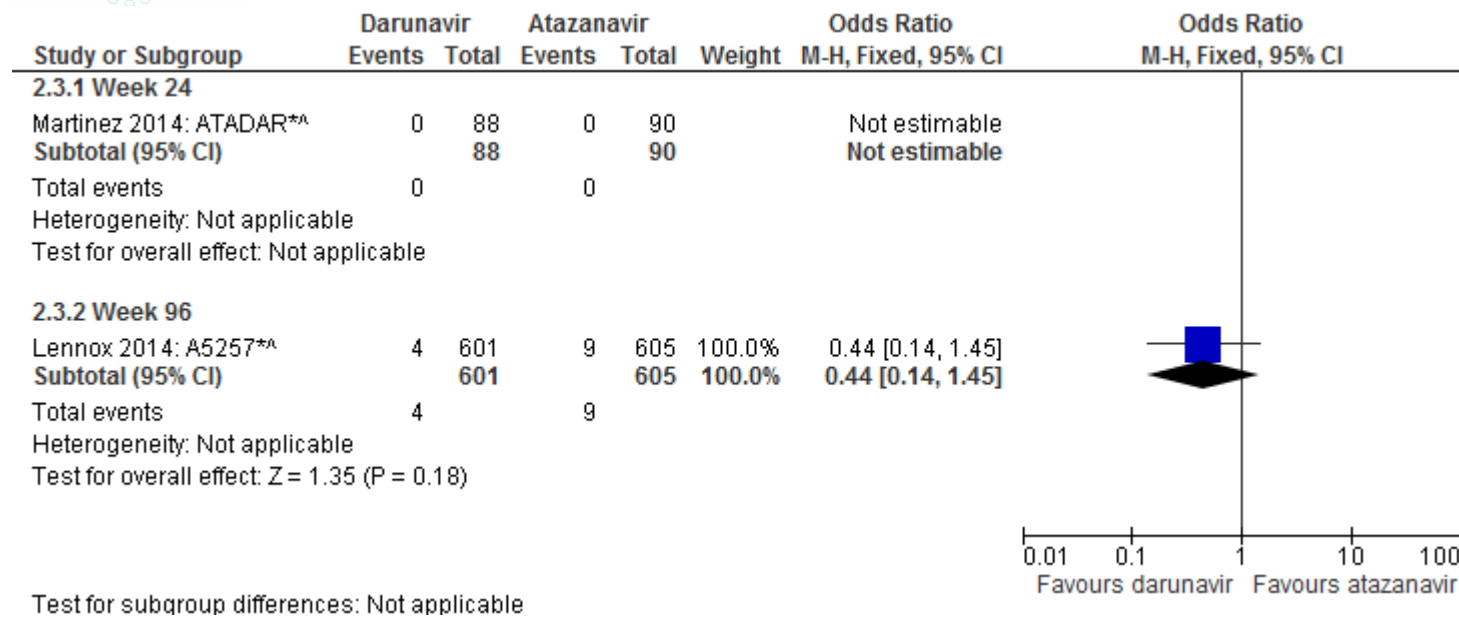 Darunavir Atazanavir Odds Ratio Odds Ratio
Study or Subgroup Events Total Events Total Weight M-H, Fixed, 95% CI M-H, Fixed, 95% CI
2.3.1 Week 24
Martinez 2014: ATADAR*^ 0 88 0 90 Not estimable
Subtotal (95% CI) 88 90 Not estimable
Total events 0 0
Heterogeneity: Not applicable
Test for overall effect: Not applicable
2.3.2 Week 96
Lennox 2014: A5257*^ 4 601 9 605 100.0% 0.44 [0.14, 1.45]
Subtotal (95% CI) 601 605 100.0% 0.44 [0.14, 1.45]
Total events 4 9
Heterogeneity: Not applicable
Test for overall effect: Z = 1.35 (P = 0.18)
0.01 0.1 1 10 100
Favours darunavir Favours atazanavir
Test for subgroup differences: Not applicable